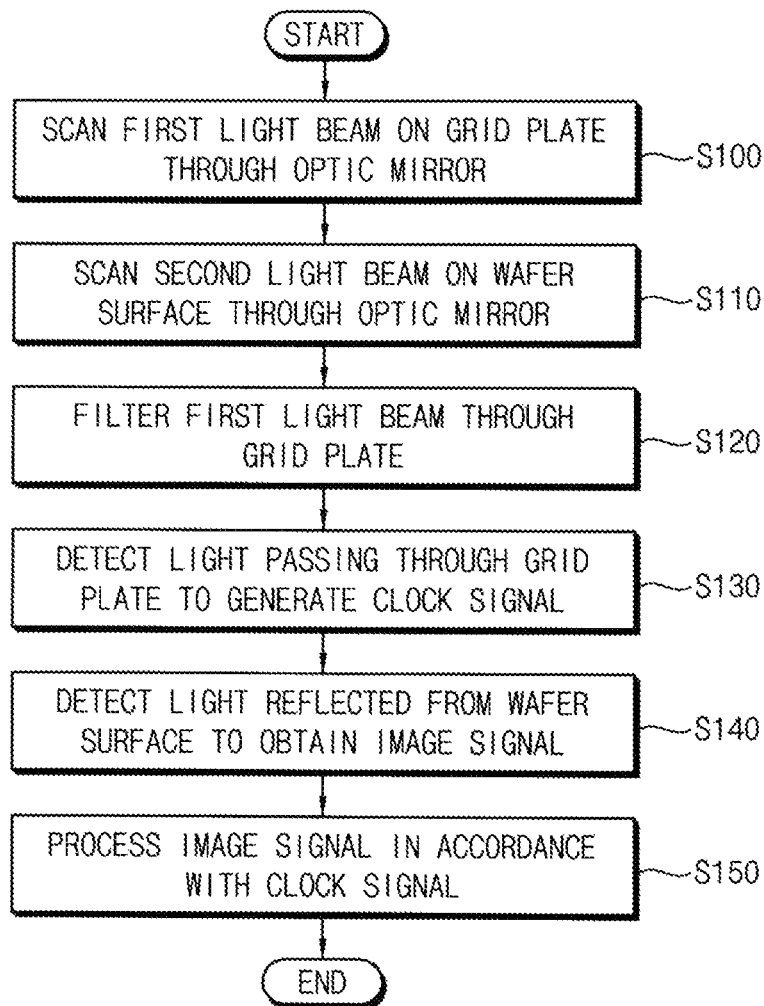 START
SCAN FIRST LIGHT BEAM ON GRID PLATE
THROUGH OPTIC MIRROR
S100
SCAN SECOND LIGHT BEAM ON WAFER
SURFACE THROUGH OPTIC MIRROR
S110
FILTER FIRST LIGHT BEAM THROUGH
GRID PLATE
S120
DETECT LIGHT PASSING THROUGH GRID
PLATE TO GENERATE CLOCK SIGNAL
S130
DETECT LIGHT REFLECTED FROM WAFER
SURFACE TO OBTAIN IMAGE SIGNAL
S140
PROCESS IMAGE SIGNAL IN ACCORDANCE
WITH CLOCK SIGNAL
S150
END